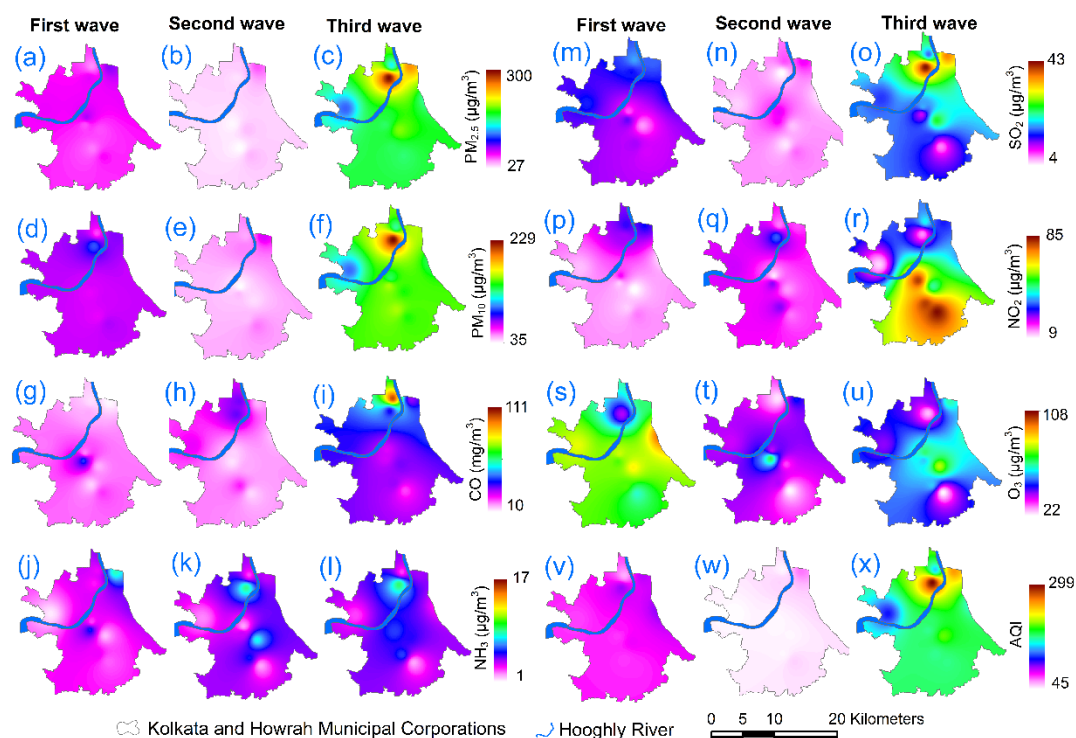 First wave Second wave Third wave First wave Second wave Third wave
(a) (b) (c) 300 PM2.5 (µg/m³) 27 (m) (n) (o) 43 SO2 (µg/m³) 4
(d) (e) (f) 229 PM10 (µg/m³) 35 (p) (q) (r) 85 NO2 (µg/m³) 9
(g) (h) (i) 111 CO (mg/m³) 10 (s) (t) (u) 108 O3 (µg/m³) 22
(j) (k) (l) 17 NH3 (µg/m³) 1 (v) (w) (x) 299 AQI 45
Kolkata and Howrah Municipal Corporations Hooghly River 0 5 10 20 Kilometers